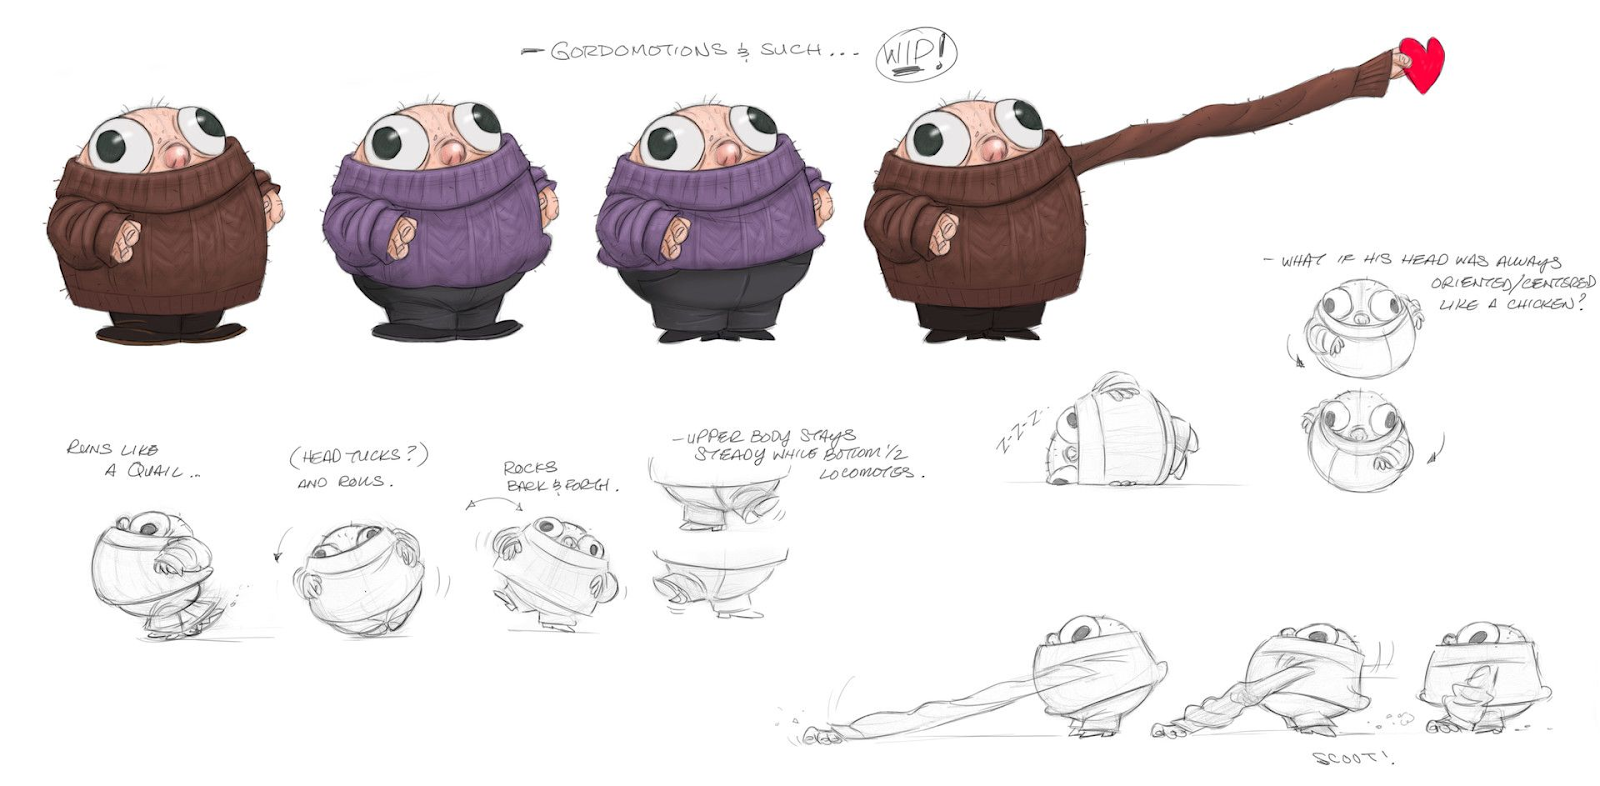 - GORDOMOTIONS & SUCH... WIP!
- WHAT IF HIS HEAD WAS ALWAYS
ORIENTED/CENTERED
LIKE A CHICKEN?
Z-Z-Z-
RUNS LIKE
A QUAIL...
(HEAD TUCKS?)
AND ROLLS.
ROCKS
BACK & FORTH.
- UPPER BODY STAYS
STEADY WHILE BOTTOM 1/2
LOCOMOTES.
SCOOT!